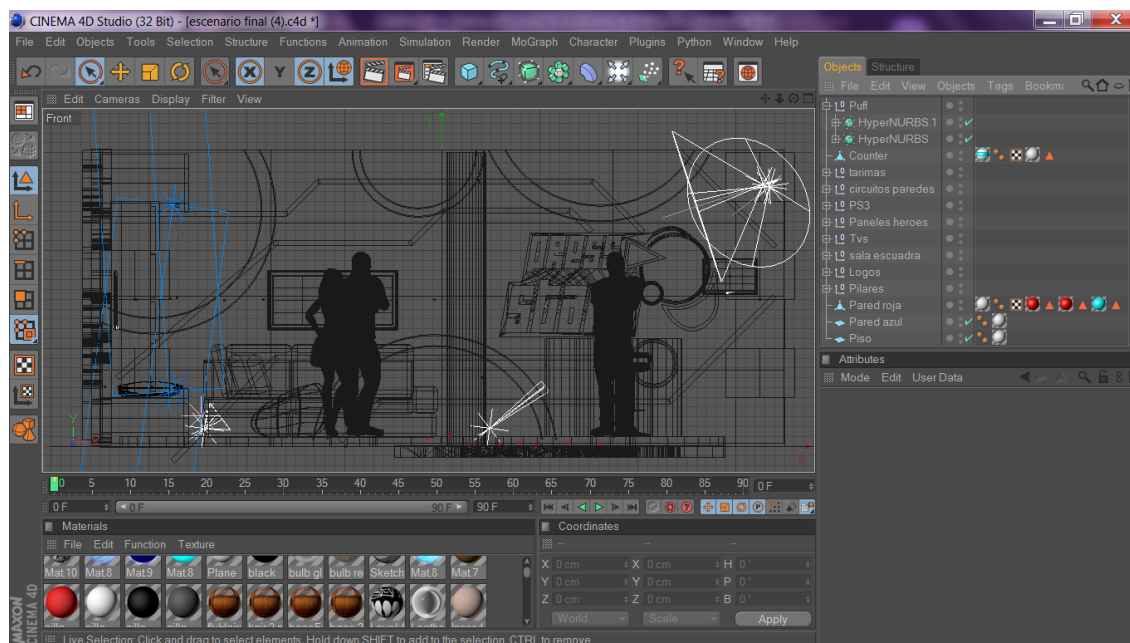 CINEMA 4D Studio (32 Bit) - [escenario final (4).c4d *]
File Edit Objects Tools Selection Structure Functions Animation Simulation Render MoGraph Character Plugins Python Window Help
X Y Z
Edit Cameras Display Filter View
Front
Y
Y
Z X
X
0 5 10 15 20 25 30 35 40 45 50 55 60 65 70 75 80 85 90 0 F
0 F 0 F 90 F 90 F
Materials
File Edit Function Texture
Mat.10 Mat.8 Mat.9 Mat.8 Plane black bulb gl bulb re Sketch Mat.8 Mat.7
Coordinates
-- -- --
X 0 cm X 0 cm H 0 °
Y 0 cm Y 0 cm P 0 °
Z 0 cm Z 0 cm B 0 °
World Scale Apply
Objects Structure
File Edit View Objects Tags Bookm
Puff
HyperNURBS.1
HyperNURBS
Counter
tarimas
circuitos paredes
PS3
Paneles heroes
Tvs
sala escuadra
Logos
Pilares
Pared roja
Pared azul
Piso
Attributes
Mode Edit User Data
MAXON
CINEMA 4D
Live Selection: Click and drag to select elements. Hold down SHIFT to add to the selection, CTRL to remove.